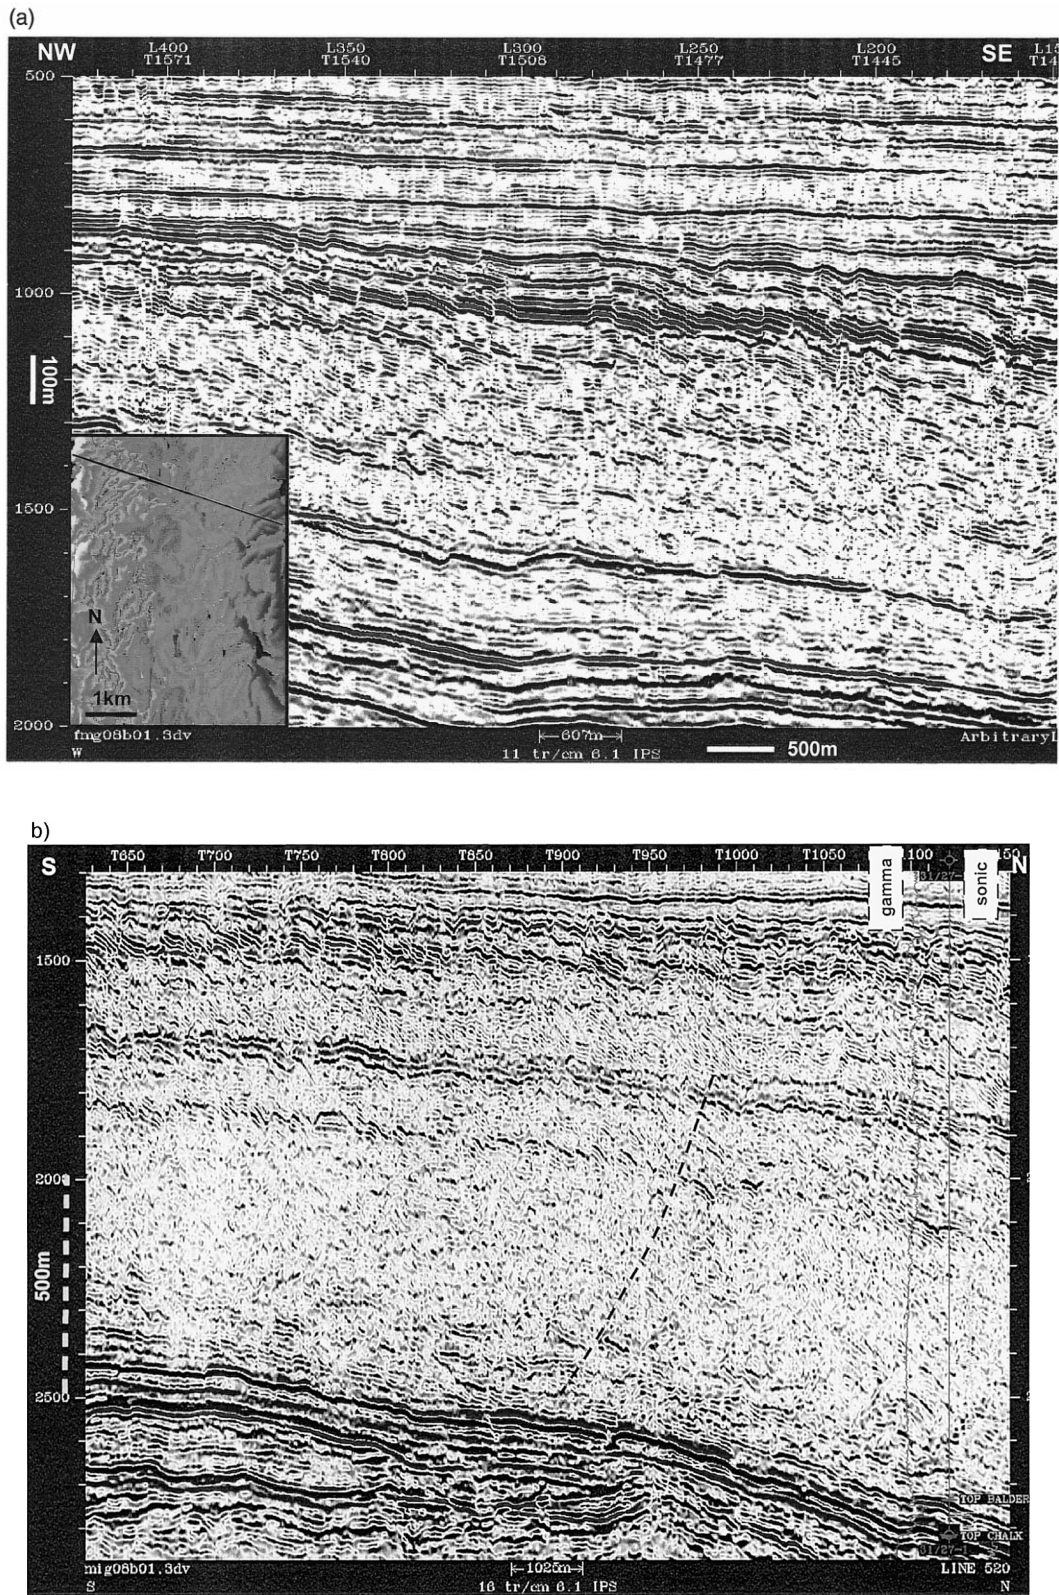 (a)
NW L400 L350 L300 L250 L200 SE
T1571 T1540 T1508 T1477 T1445
500
1000
100m
1500
N
1km
2000
fmg08b01.3dv 607m 500m
W 11 tr/cm 6.1 IPS
b)
S T650 T700 T750 T800 T850 T900 T950 T1000 T1050 N
gamma sonic
1500
2000
500m
2500
TOP BALDER
TOP CHALK
31/27-1
mig08b01.3dv 1025m LINE 520
S 16 tr/cm 6.1 IPS N